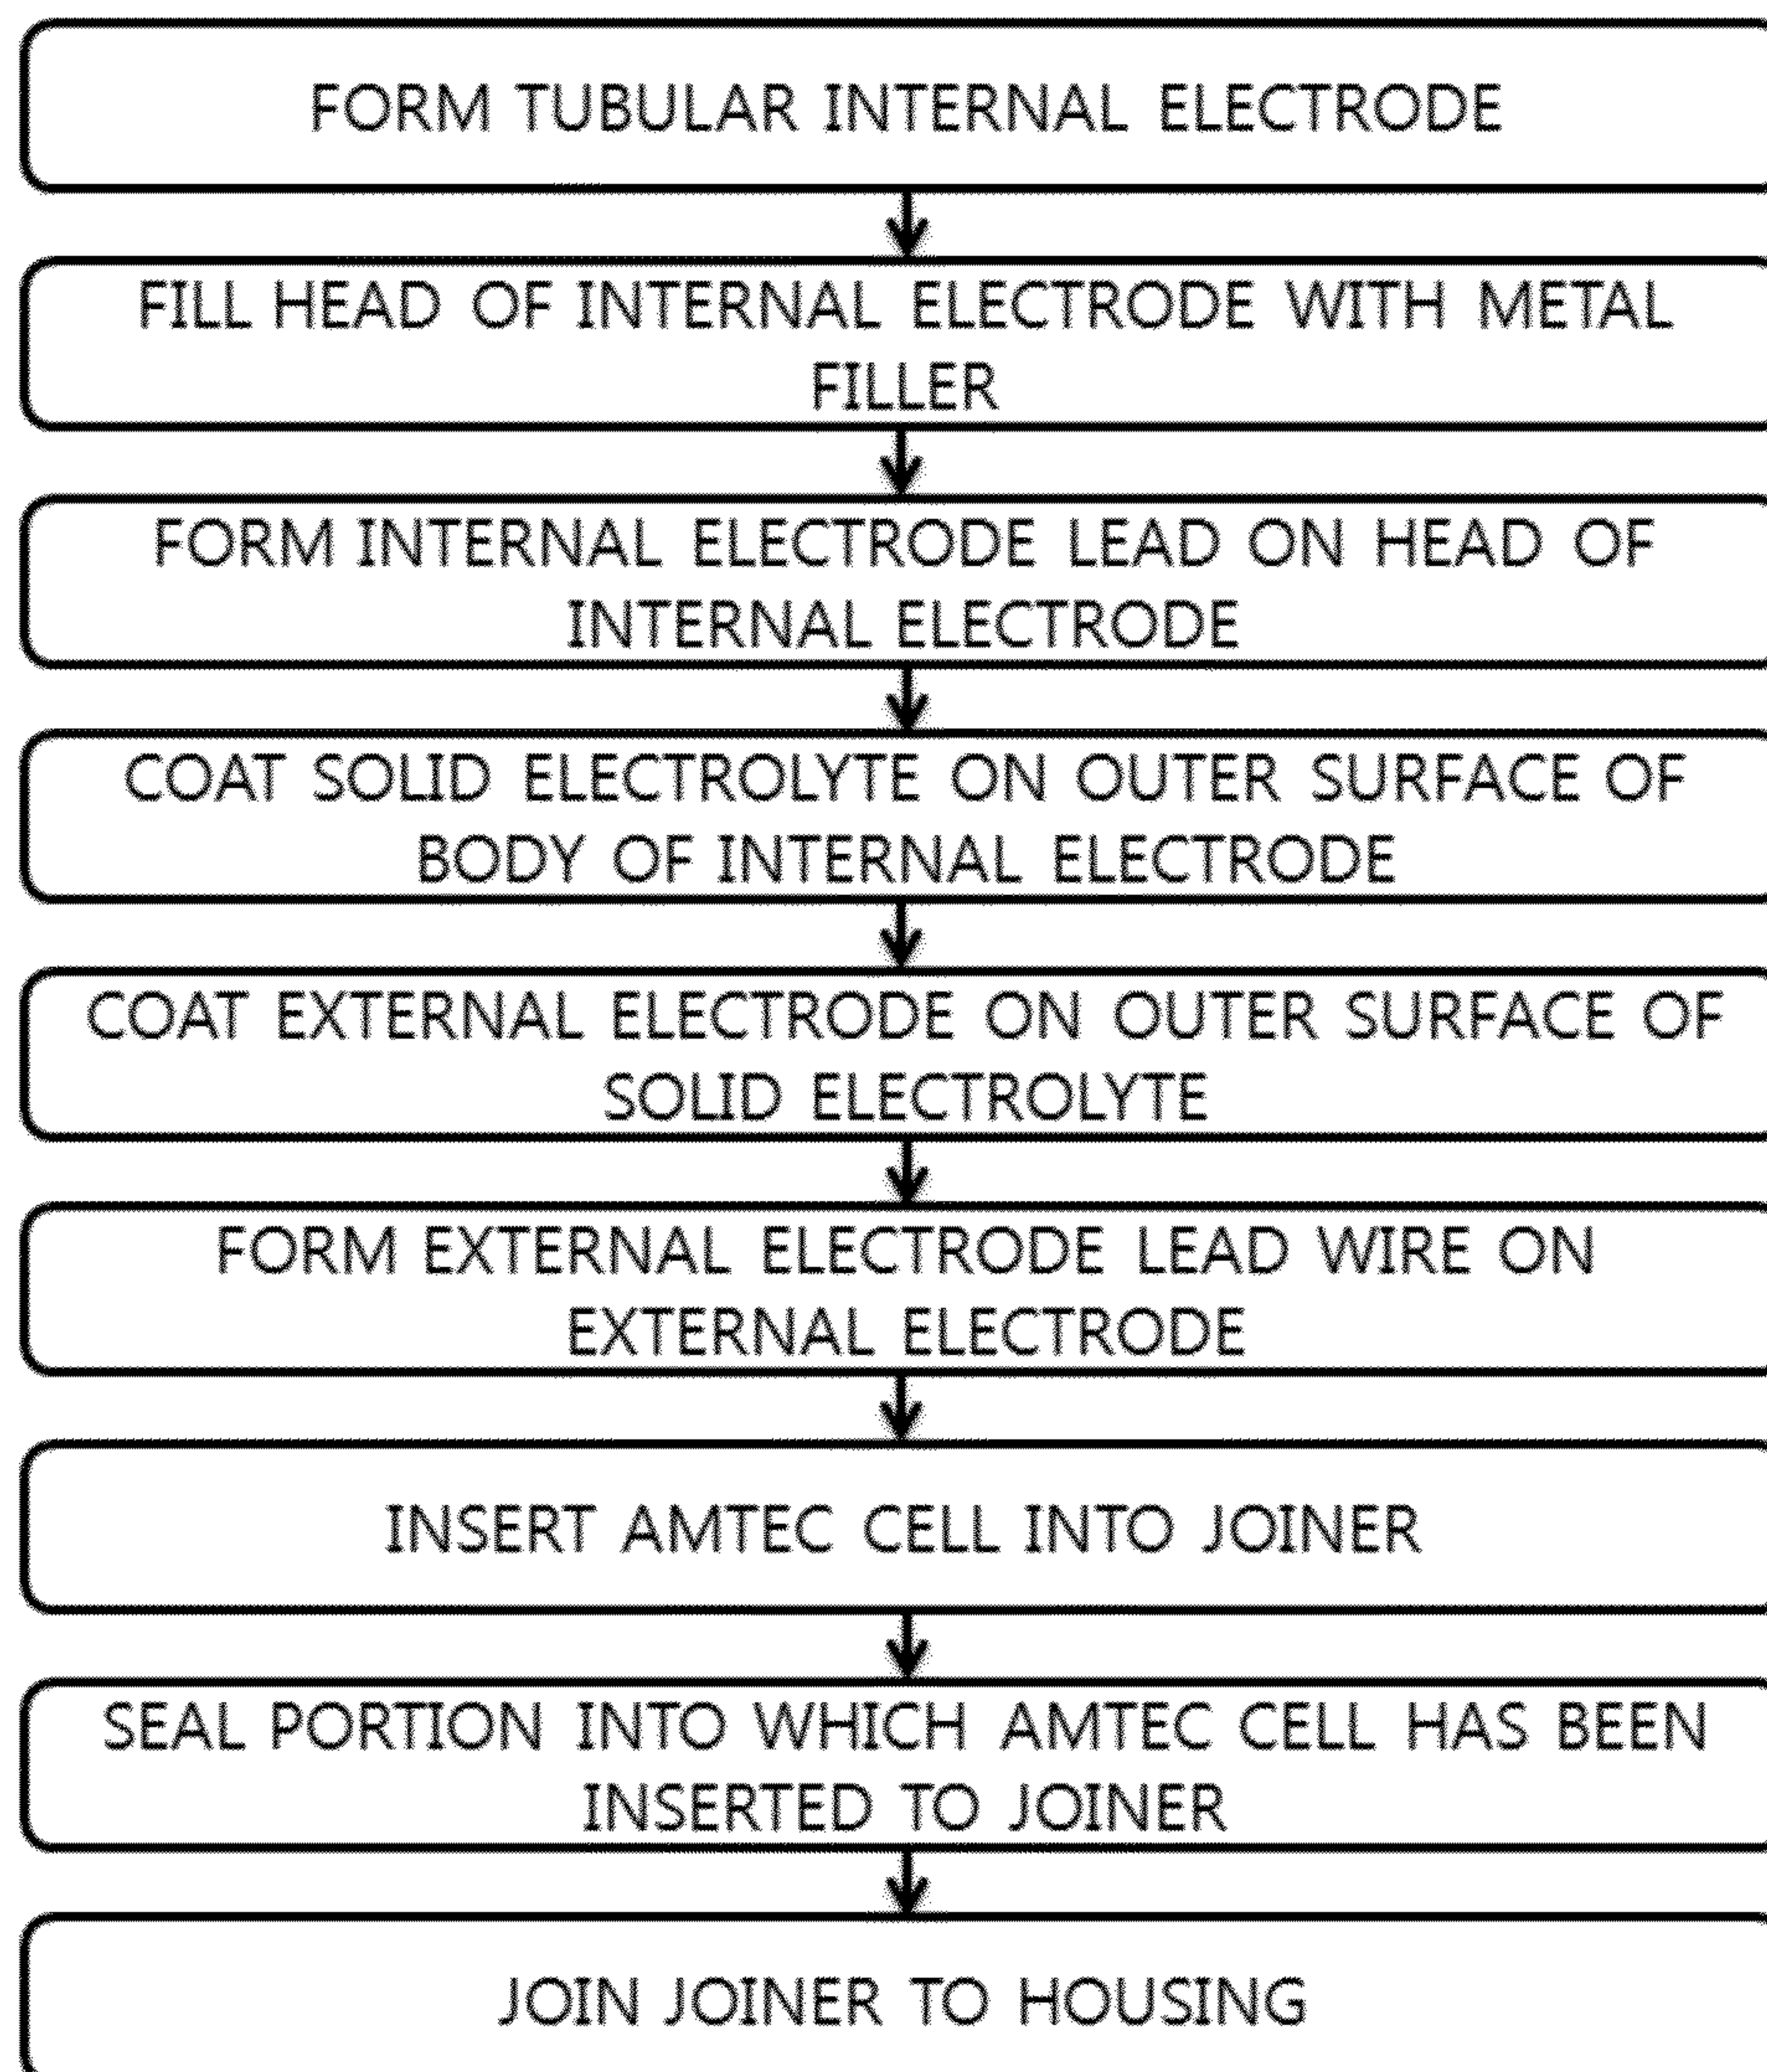 FORM TUBULAR INTERNAL ELECTRODE
FILL HEAD OF INTERNAL ELECTRODE WITH METAL
FILLER
FORM INTERNAL ELECTRODE LEAD ON HEAD OF
INTERNAL ELECTRODE
COAT SOLID ELECTROLYTE ON OUTER SURFACE OF
BODY OF INTERNAL ELECTRODE
COAT EXTERNAL ELECTRODE ON OUTER SURFACE OF
SOLID ELECTROLYTE
FORM EXTERNAL ELECTRODE LEAD WIRE ON
EXTERNAL ELECTRODE
INSERT AMTEC CELL INTO JOINER
SEAL PORTION INTO WHICH AMTEC CELL HAS BEEN
INSERTED TO JOINER
JOIN JOINER TO HOUSING